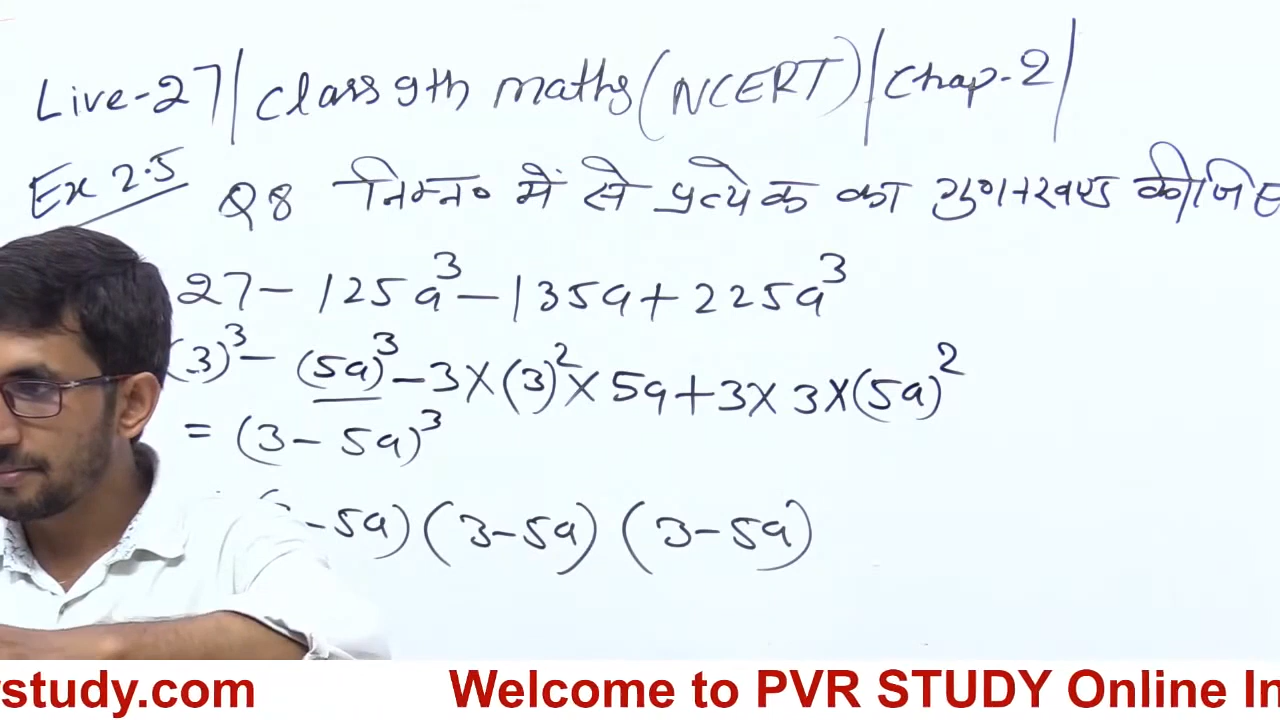 Live-27 | Class 9th maths (NCERT) | Chap-2 |
Ex 2.5 Q8 निम्न० में से प्रत्येक का गुणनखण्ड
27 - 125a³ - 135a + 225a³
(3)³ - (5a)³ - 3×(3)²× 5a + 3× 3×(5a)²
= (3 - 5a)³
- 5a) (3-5a) (3-5a)
study.com Welcome to PVR STUDY Online